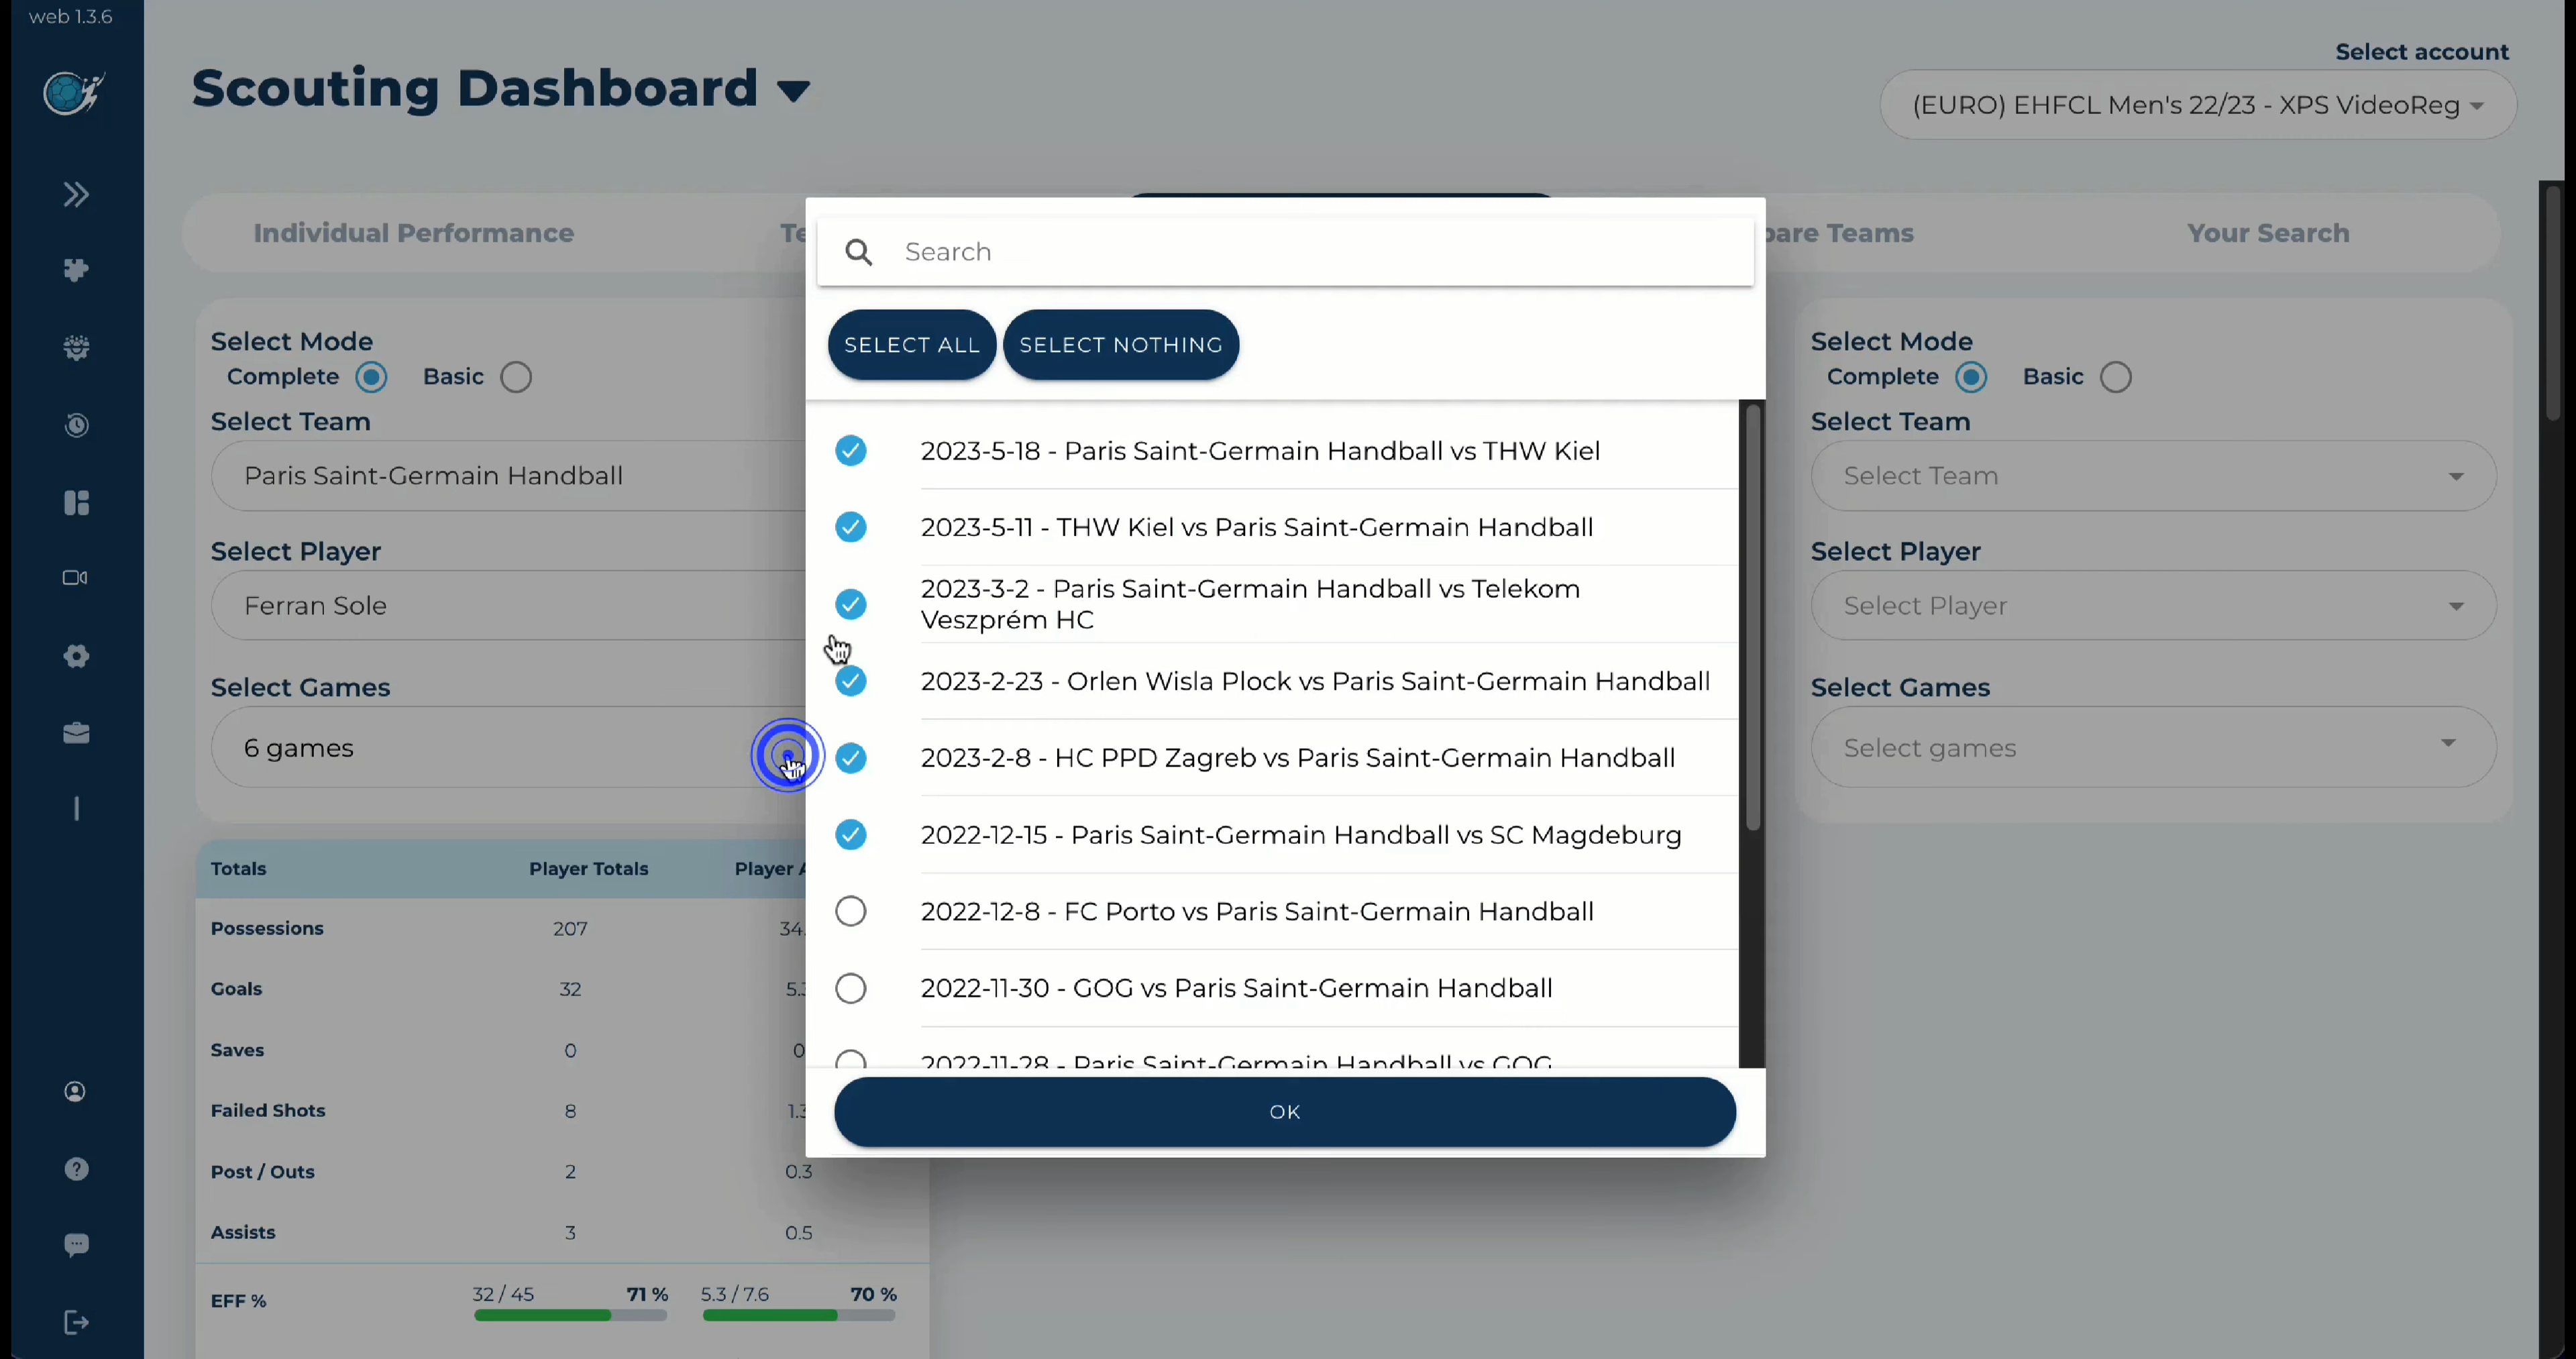 web 1.3.6
Scouting Dashboard
Select account
(EURO) EHFCL Men's 22/23 - XPS VideoReg
Individual Performance
Te
pare Teams
Your Search
Search
SELECT ALL
SELECT NOTHING
Select Mode
Complete
Basic
Select Team
Paris Saint-Germain Handball
Select Player
Ferran Sole
Select Games
6 games
2023-5-18 - Paris Saint-Germain Handball vs THW Kiel
2023-5-11 - THW Kiel vs Paris Saint-Germain Handball
2023-3-2 - Paris Saint-Germain Handball vs Telekom
Veszprém HC
2023-2-23 - Orlen Wisla Plock vs Paris Saint-Germain Handball
2023-2-8 - HC PPD Zagreb vs Paris Saint-Germain Handball
2022-12-15 - Paris Saint-Germain Handball vs SC Magdeburg
2022-12-8 - FC Porto vs Paris Saint-Germain Handball
2022-11-30 - GOG vs Paris Saint-Germain Handball
2022-11-28 - Paris Saint-Germain Handball vs GOG
OK
Select Mode
Complete
Basic
Select Team
Select Team
Select Player
Select Player
Select Games
Select games
Totals Player Totals Player A
Possessions 207 34.
Goals 32 5.3
Saves 0 0
Failed Shots 8 1.3
Post / Outs 2 0.3
Assists 3 0.5
EFF % 32 / 45 71 % 5.3 / 7.6 70 %